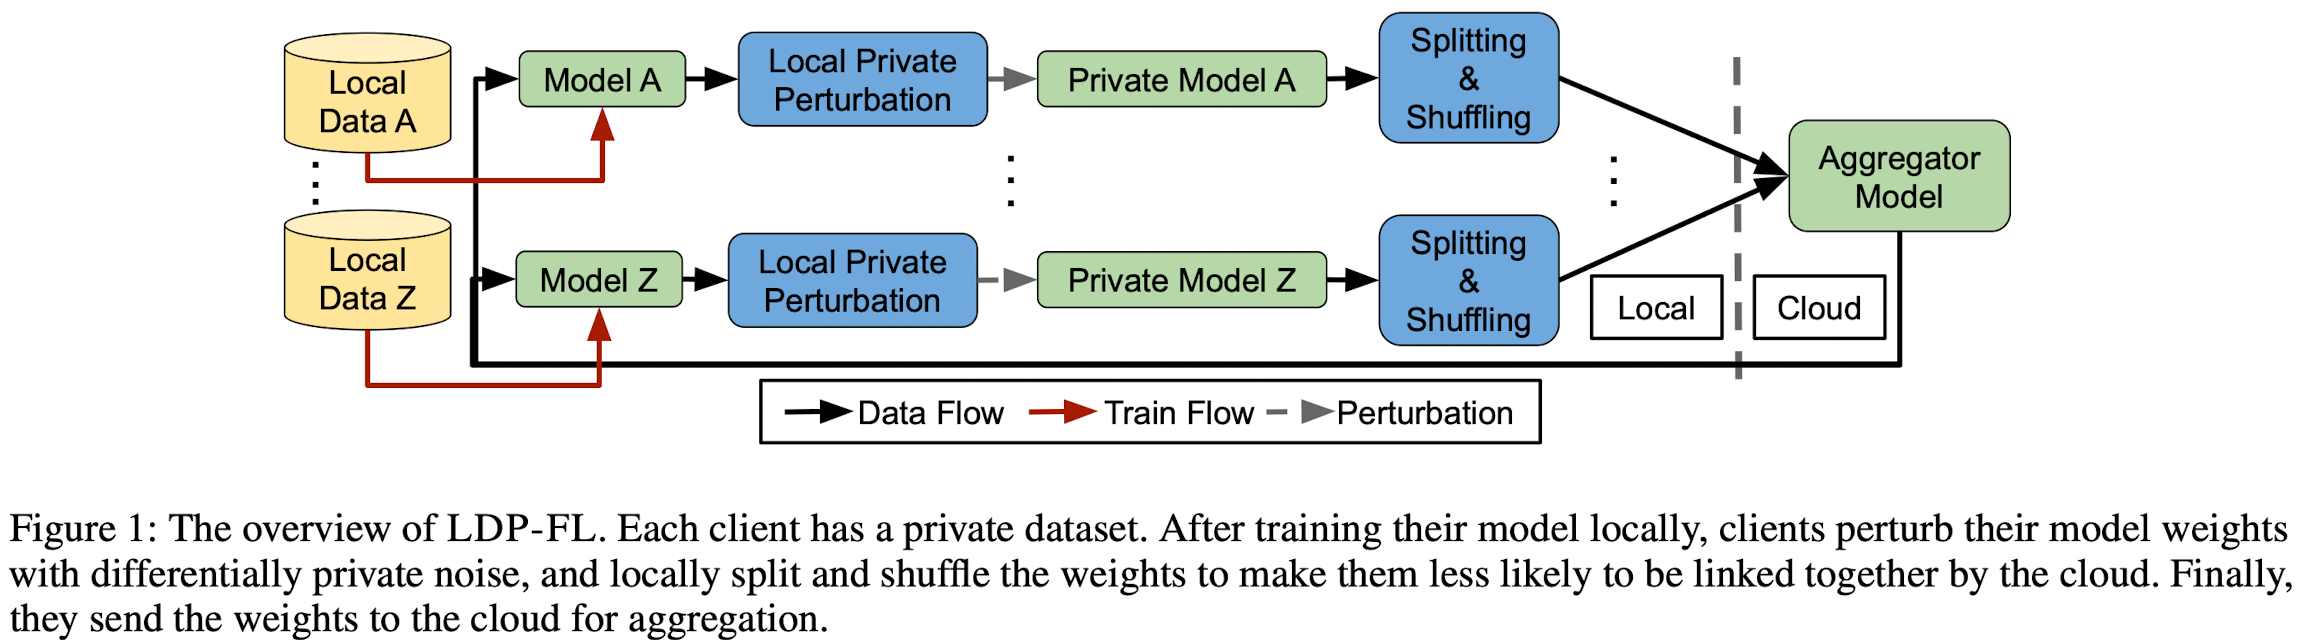 Local
Data A
Model A
Local Private
Perturbation
Private Model A
Splitting
&
Shuffling
Aggregator
Model
Local
Data Z
Model Z
Local Private
Perturbation
Private Model Z
Splitting
&
Shuffling
Local
Cloud
Data Flow
Train Flow
Perturbation
Figure 1: The overview of LDP-FL. Each client has a private dataset. After training their model locally, clients perturb their model weights
with differentially private noise, and locally split and shuffle the weights to make them less likely to be linked together by the cloud. Finally,
they send the weights to the cloud for aggregation.